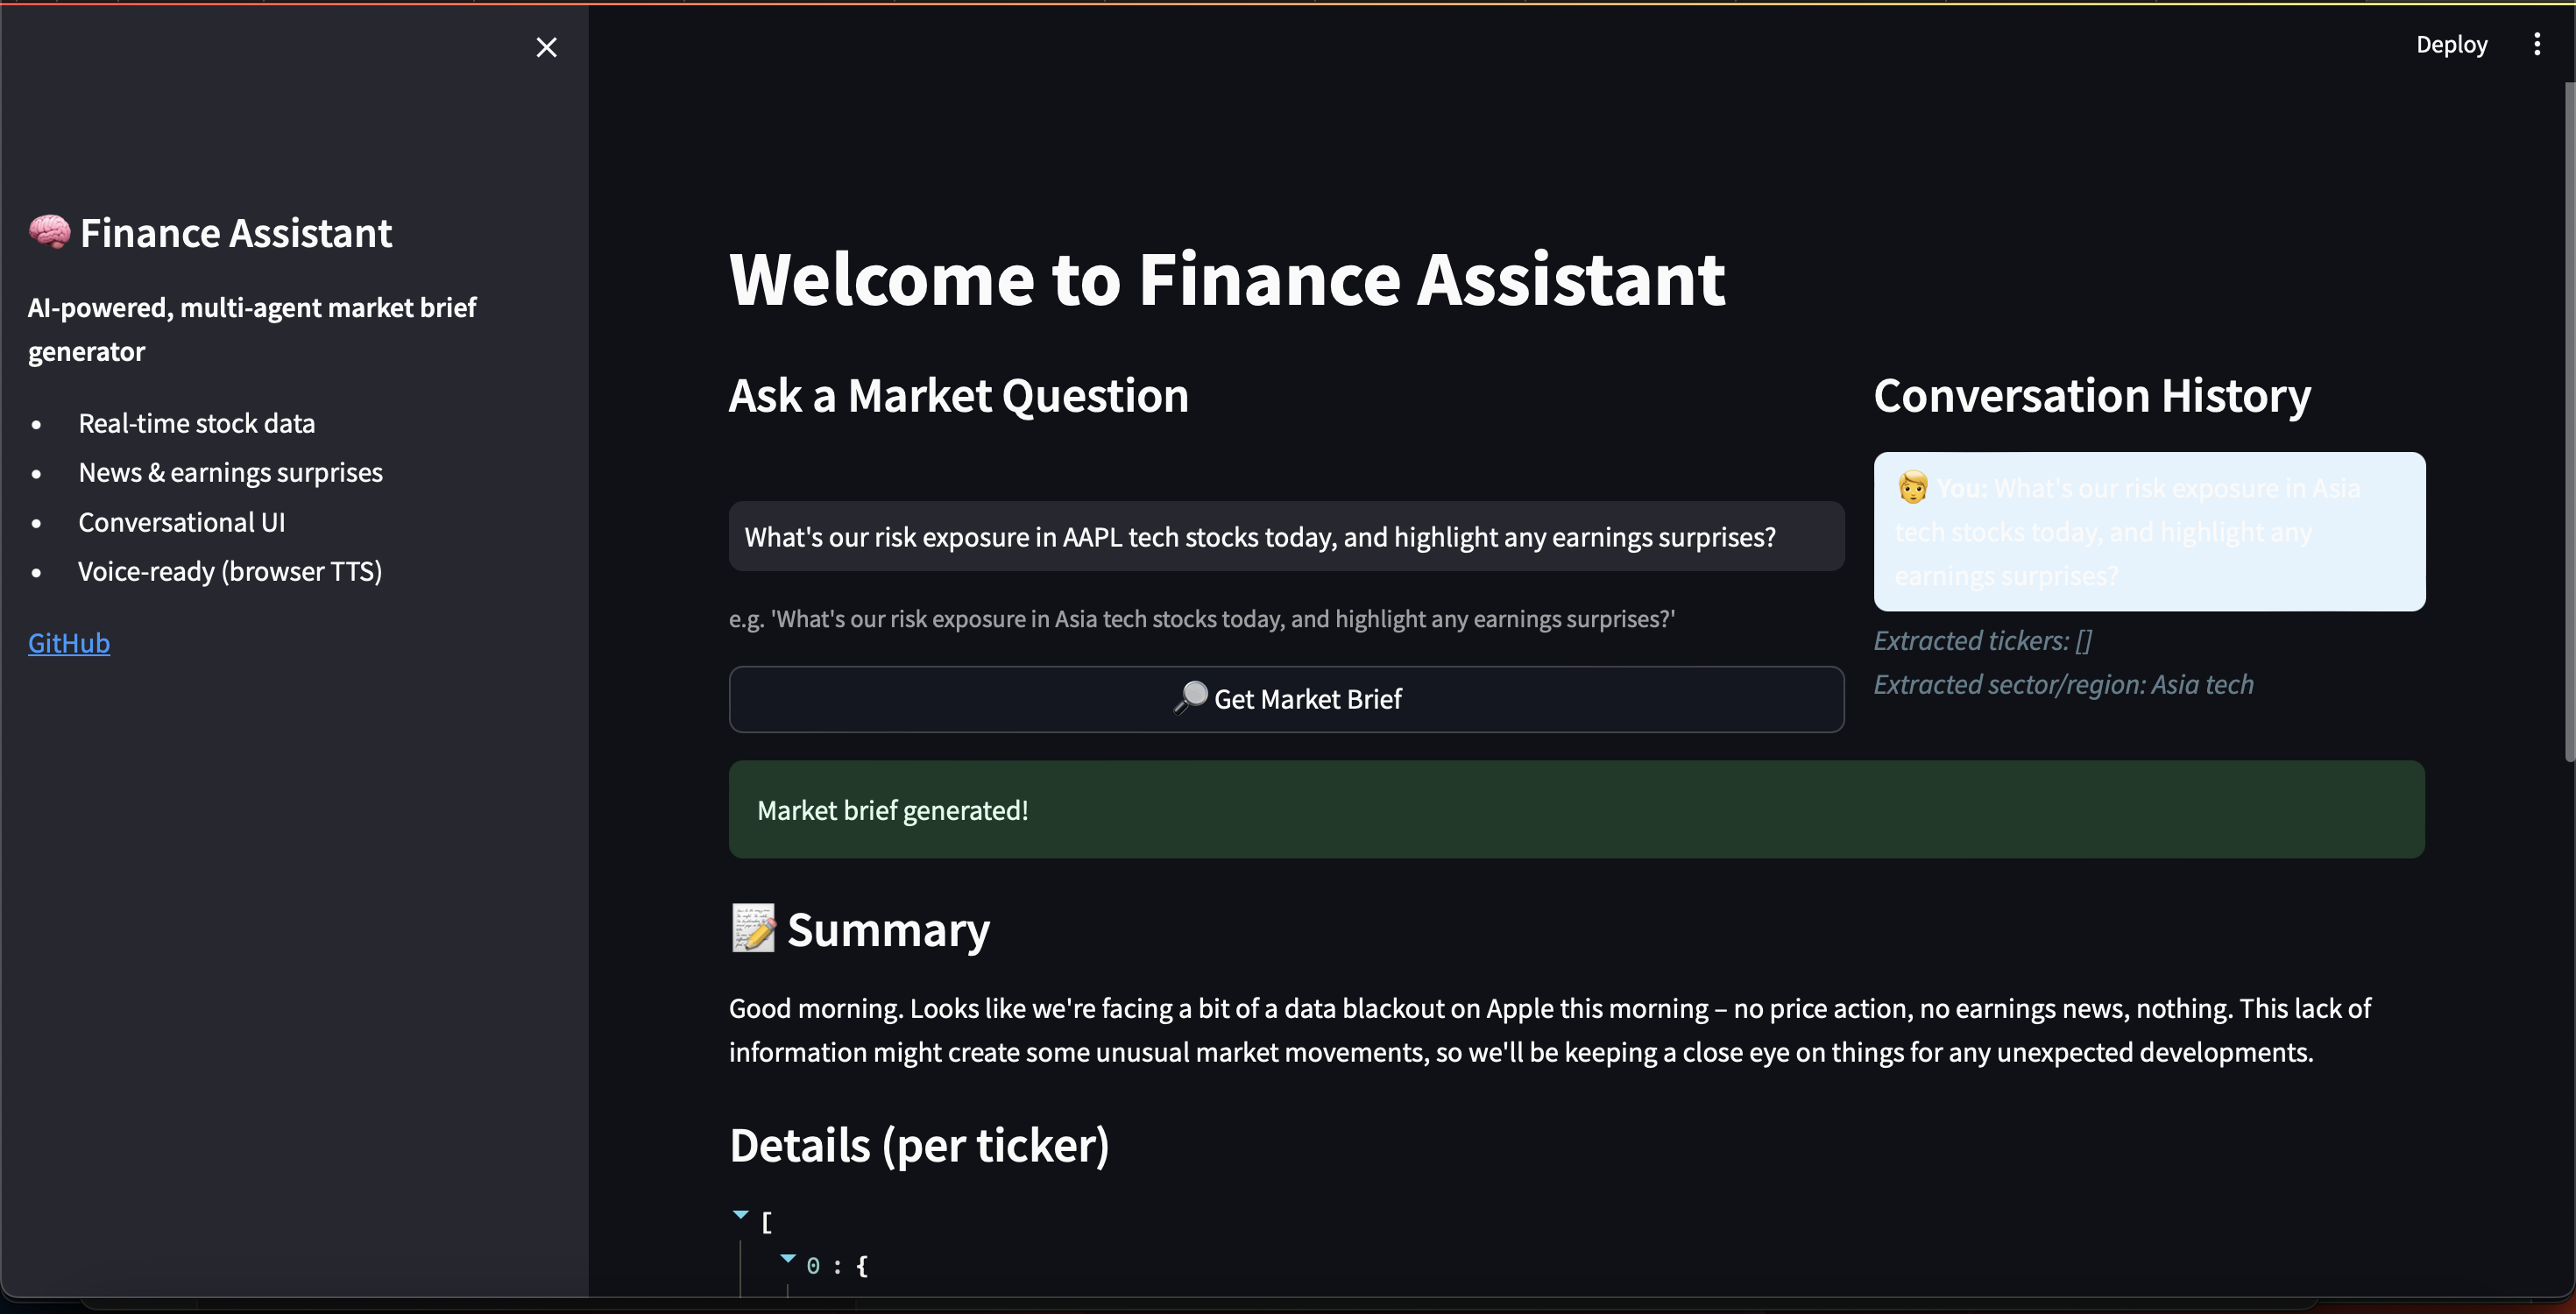 Deploy
Finance Assistant
AI-powered, multi-agent market brief
generator
• Real-time stock data
• News & earnings surprises
• Conversational UI
• Voice-ready (browser TTS)
GitHub
Welcome to Finance Assistant
Ask a Market Question
What's our risk exposure in AAPL tech stocks today, and highlight any earnings surprises?
e.g. 'What's our risk exposure in Asia tech stocks today, and highlight any earnings surprises?'
Get Market Brief
Conversation History
You: What's our risk exposure in Asia
tech stocks today, and highlight any
earnings surprises?
Extracted tickers: []
Extracted sector/region: Asia tech
Market brief generated!
Summary
Good morning. Looks like we're facing a bit of a data blackout on Apple this morning – no price action, no earnings news, nothing. This lack of
information might create some unusual market movements, so we'll be keeping a close eye on things for any unexpected developments.
Details (per ticker)
[
0 : {